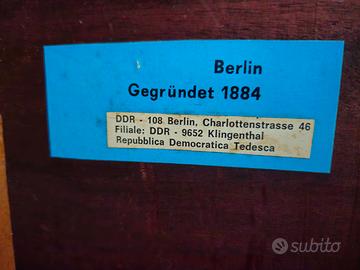 Berlin
Gegründet 1884
DDR - 108 Berlin, Charlottenstrasse 46
Filiale: DDR - 9652 Klingenthal
Repubblica Democratica Tedesca
subito